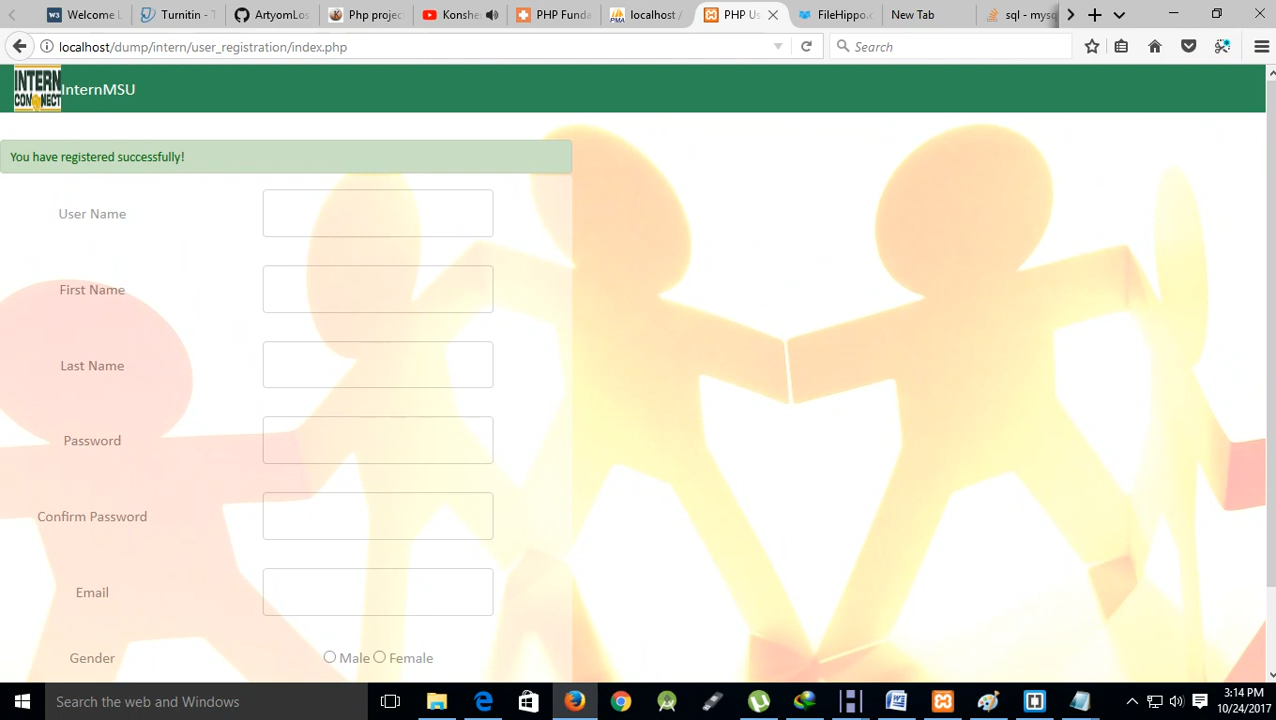 Welcome
Turnitin - T
ArtyomLos
Php project
Konshen
PHP Funda
localhost /
PHP Us
FileHippo.c
New Tab
sql - mysq
localhost/dump/intern/user_registration/index.php
Search
INTERN
CONNECT
InternMSU
You have registered successfully!
User Name
First Name
Last Name
Password
Confirm Password
Email
Gender
Male Female
Search the web and Windows
3:14 PM
10/24/2017